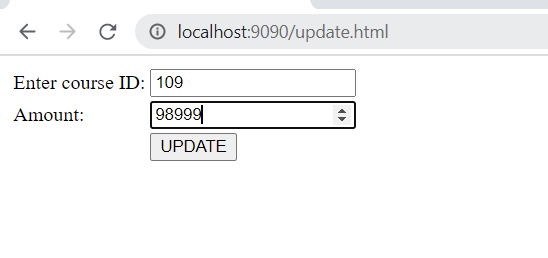 localhost:9090/update.html
Enter course ID: 109
Amount: 98999
UPDATE